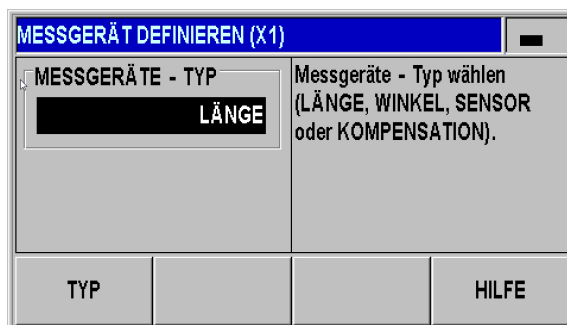 MESSGERÄT DEFINIEREN (X1)
MESSGERÄTE - TYP
LÄNGE
Messgeräte - Typ wählen
(LÄNGE, WINKEL, SENSOR
oder KOMPENSATION).
TYP
HILFE